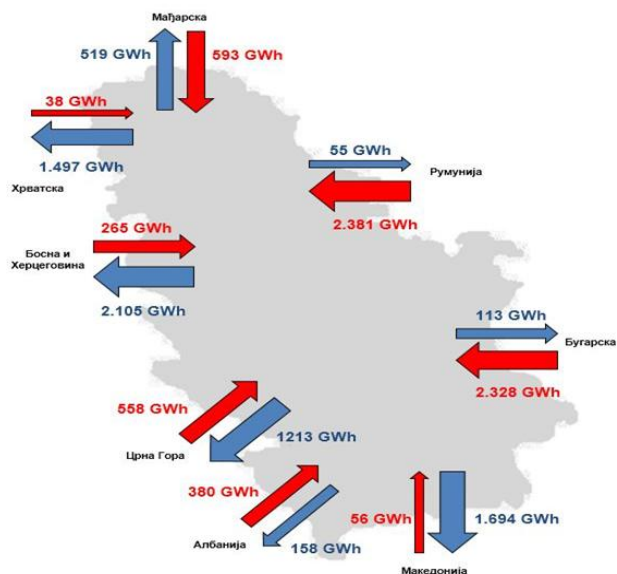 Мађарска
519 GWh
593 GWh
38 GWh
1.497 GWh
Хрватска
55 GWh
Румунија
2.381 GWh
265 GWh
Босна и
Херцеговина
2.105 GWh
113 GWh
Бугарска
2.328 GWh
558 GWh
1213 GWh
Црна Гора
380 GWh
158 GWh
Албанија
56 GWh
1.694 GWh
Македонија